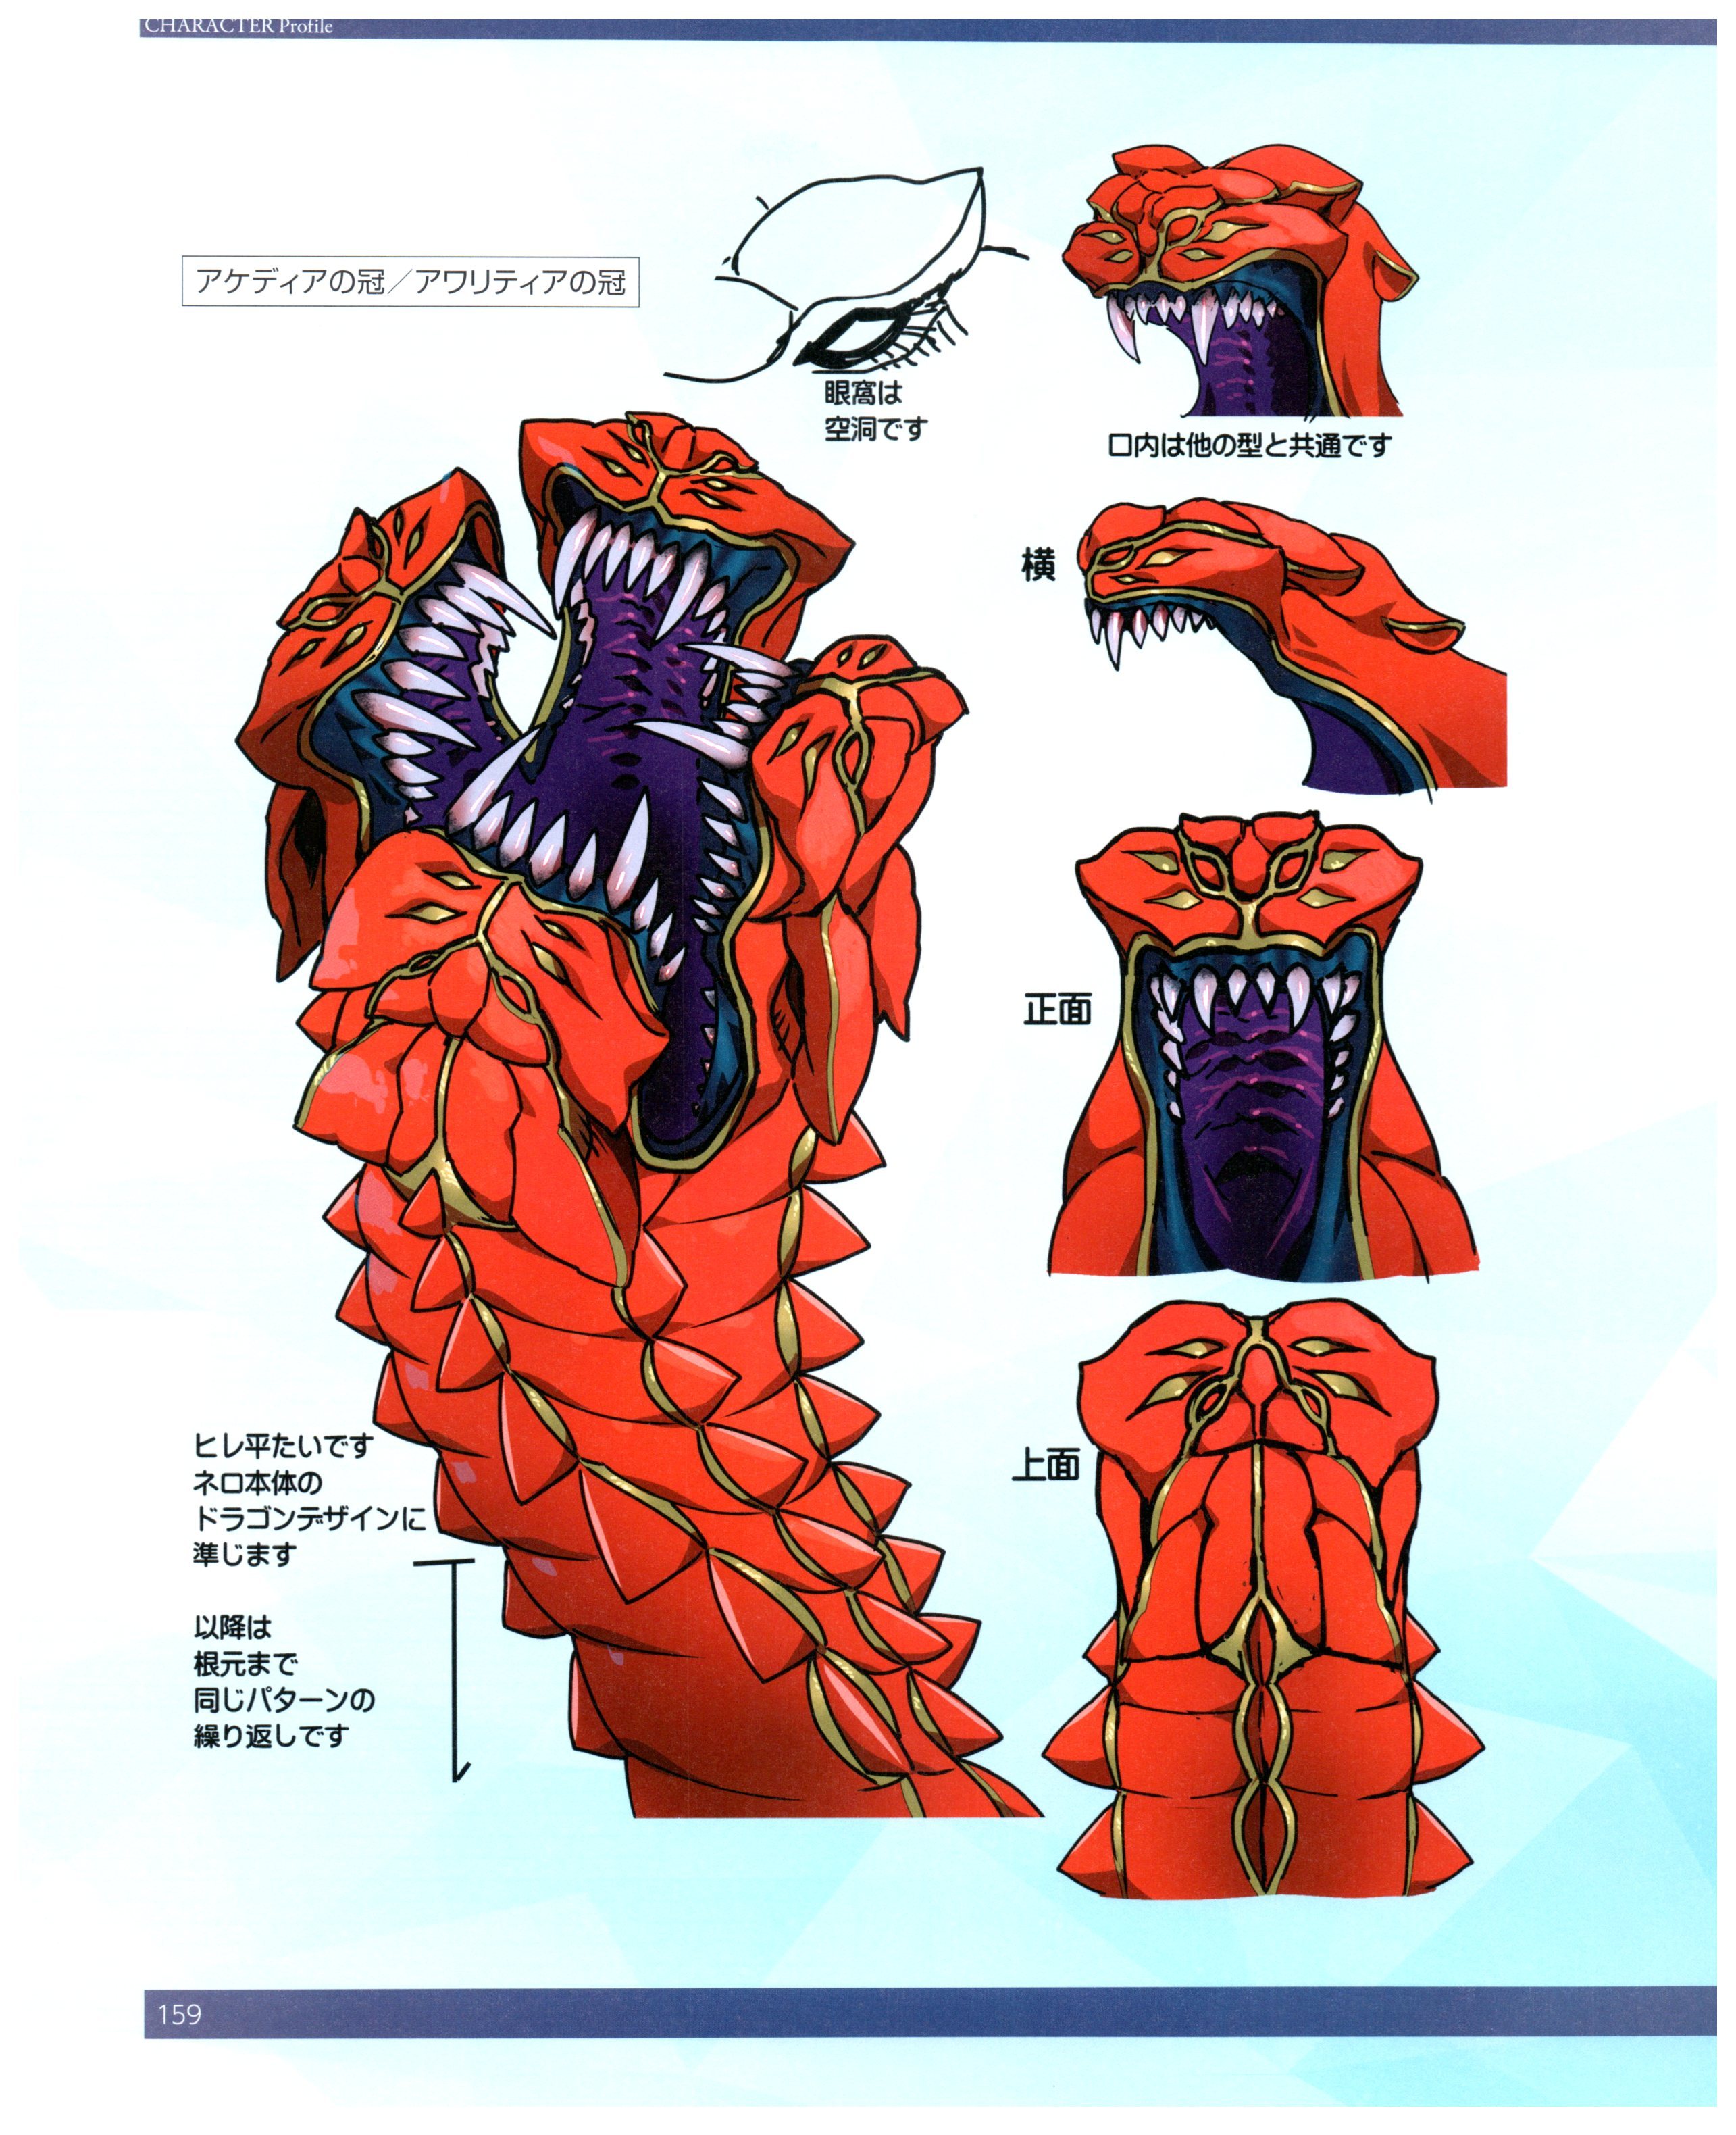 CHARACTER Profile
アケディアの冠／アワリティアの冠
眼窩は
空洞です
口内は他の型と共通です
横
正面
上面
ヒレ平たいです
ネロ本体の
ドラゴンデザインに
準じます
以降は
根元まで
同じパターンの
繰り返しです
159